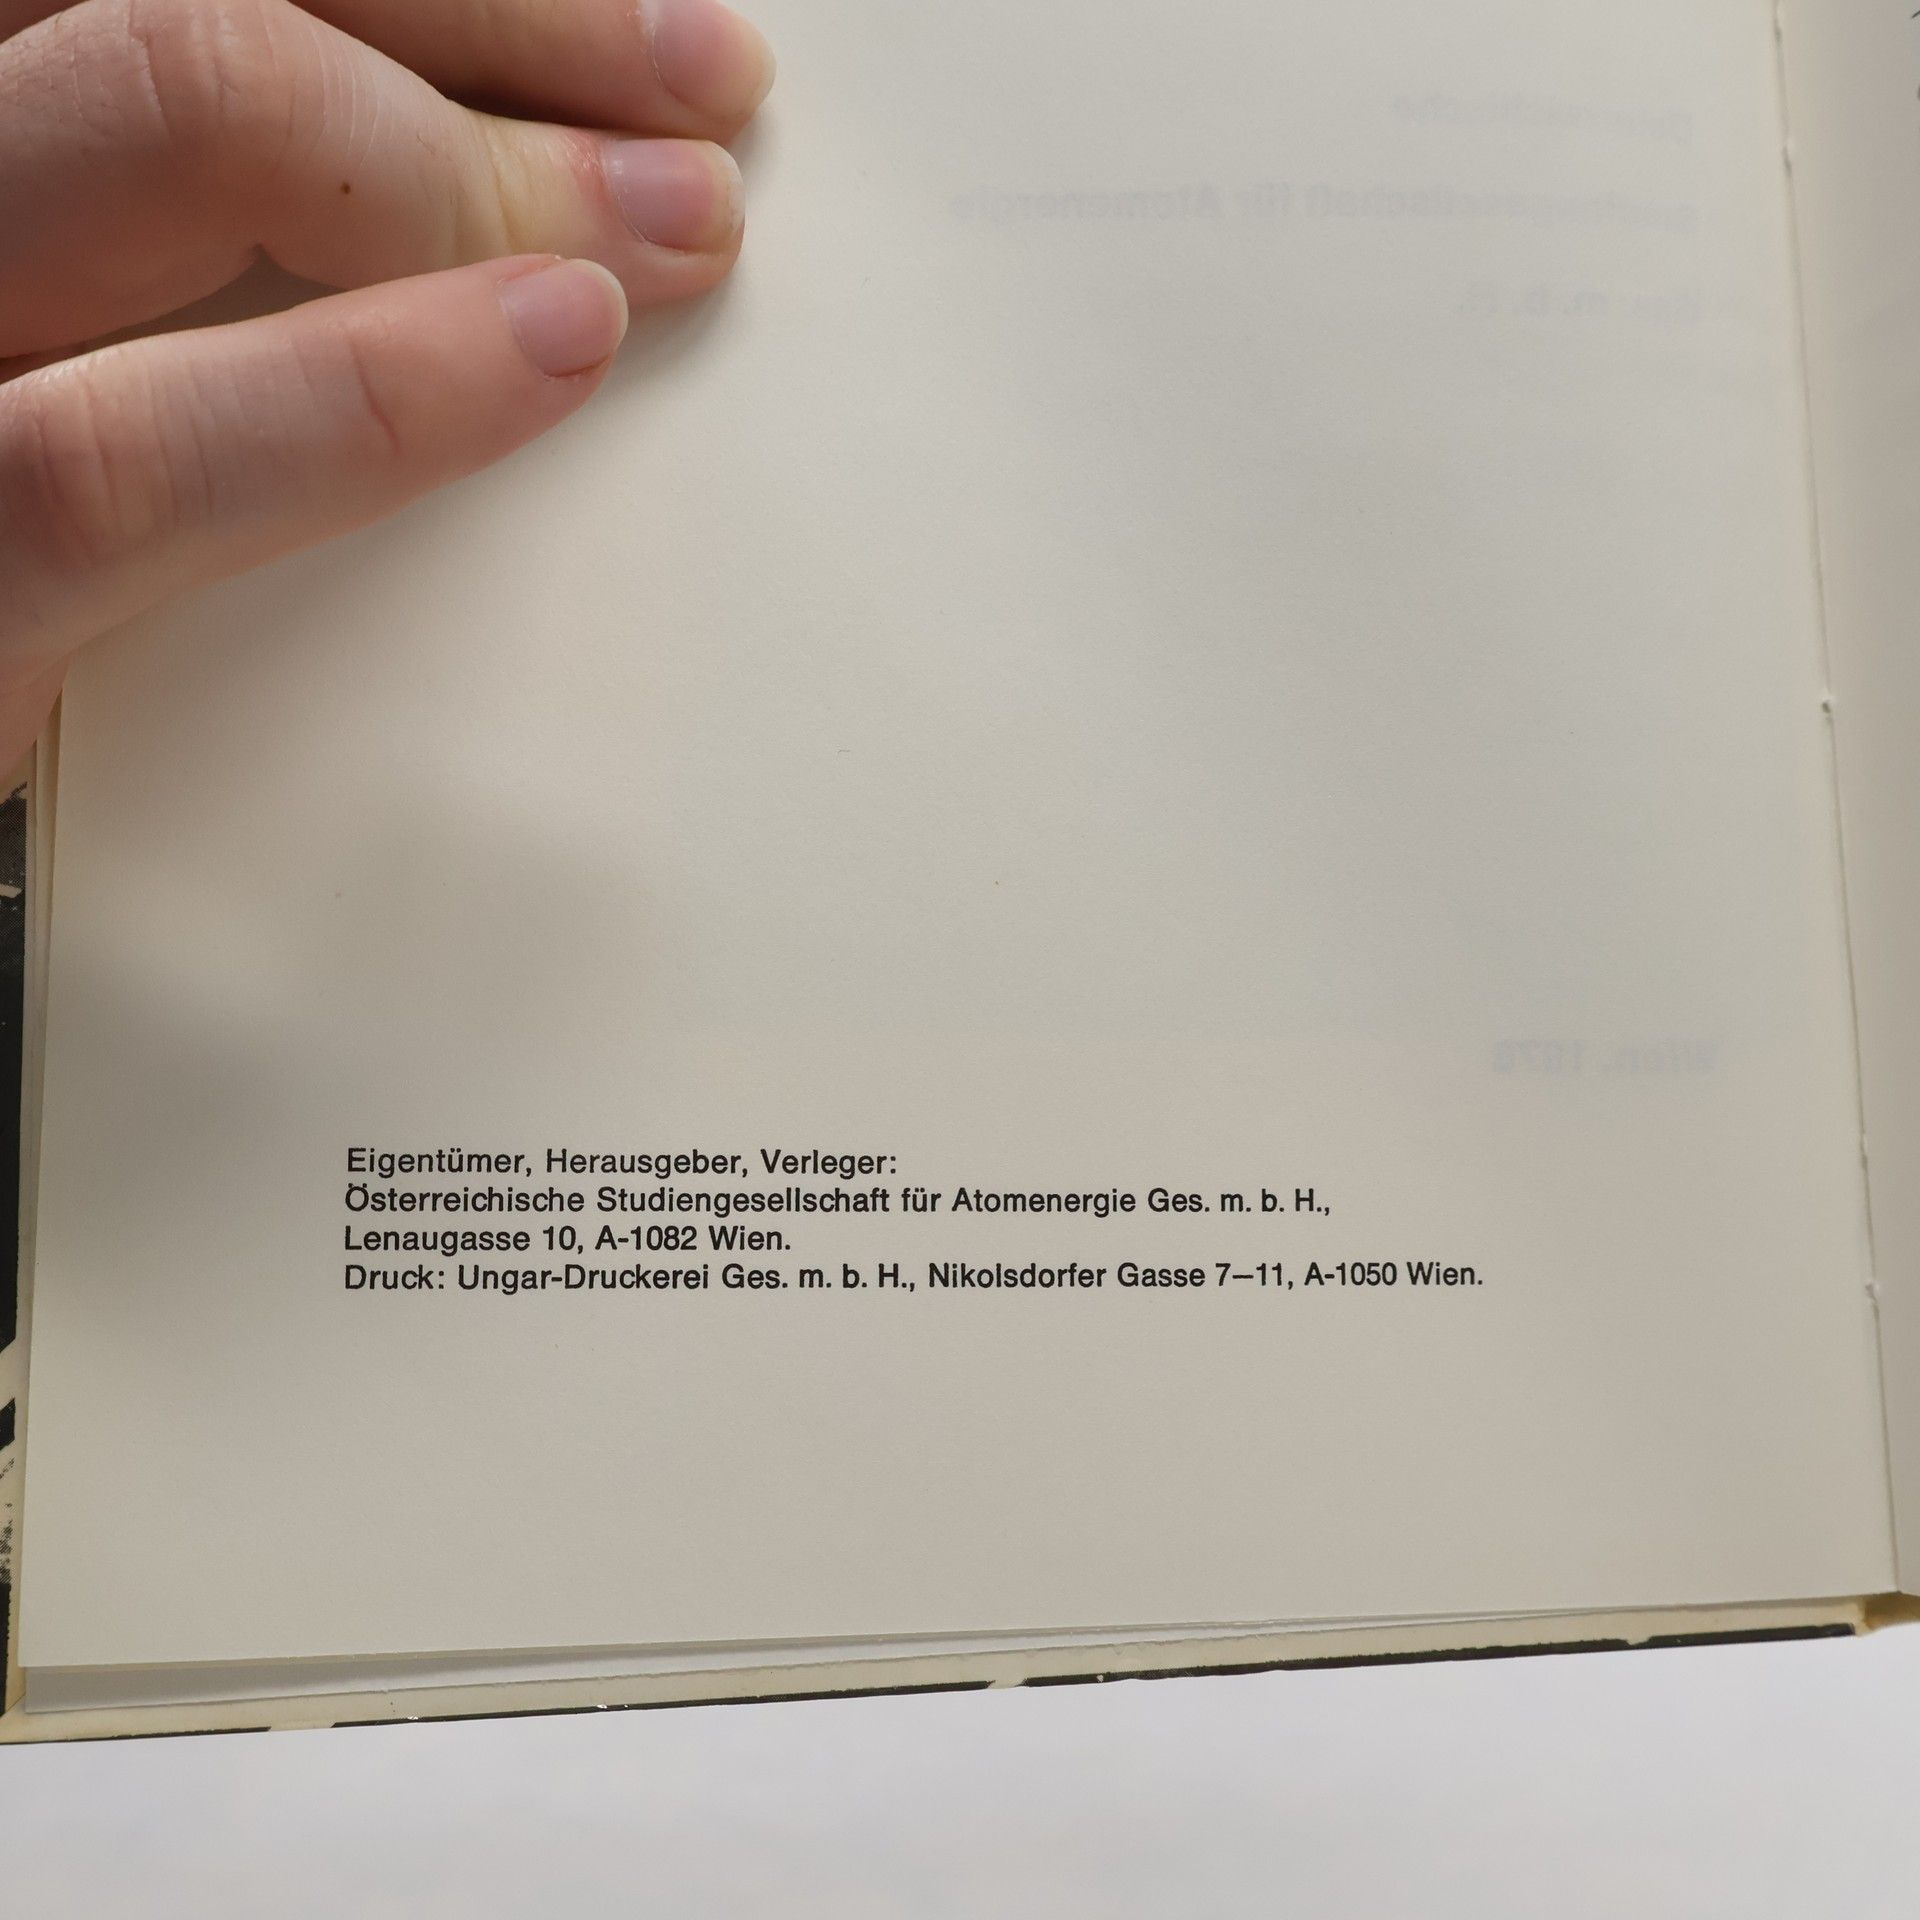 Eigentümer, Herausgeber, Verleger:
Österreichische Studiengesellschaft für Atomenergie Ges. m. b. H.,
Lenaugasse 10, A-1082 Wien.
Druck: Ungar-Druckerei Ges. m. b. H., Nikolsdorfer Gasse 7–11, A-1050 Wien.